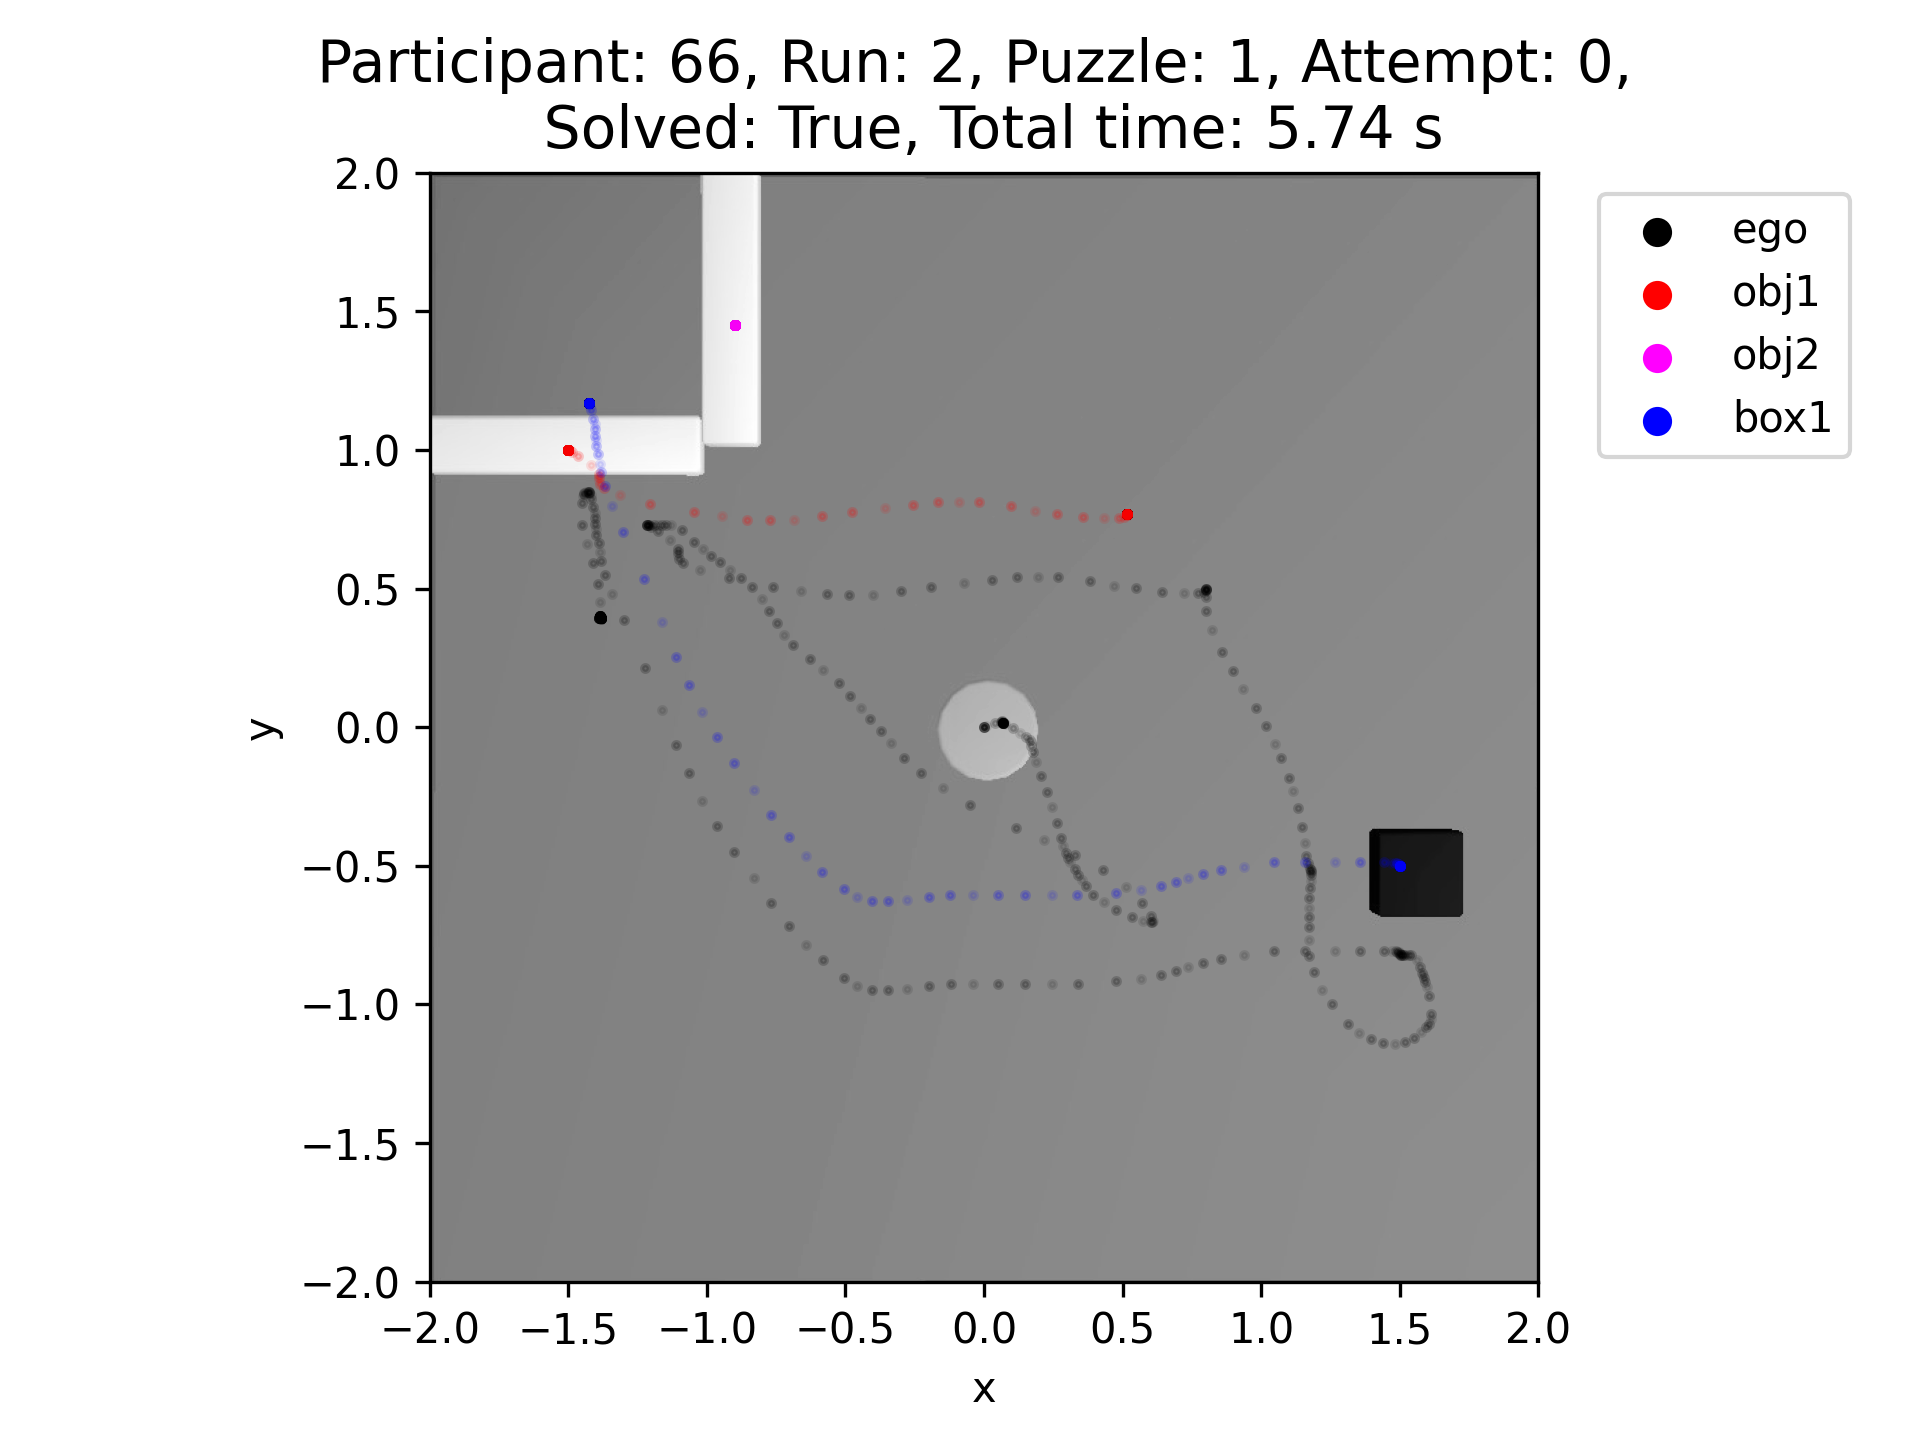 Participant: 66, Run: 2, Puzzle: 1, Attempt: 0,
Solved: True, Total time: 5.74 s
2.0
1.5
1.0
0.5
0.0
−0.5
−1.0
−1.5
−2.0
y
−2.0 −1.5 −1.0 −0.5 0.0 0.5 1.0 1.5 2.0
x
ego
obj1
obj2
box1